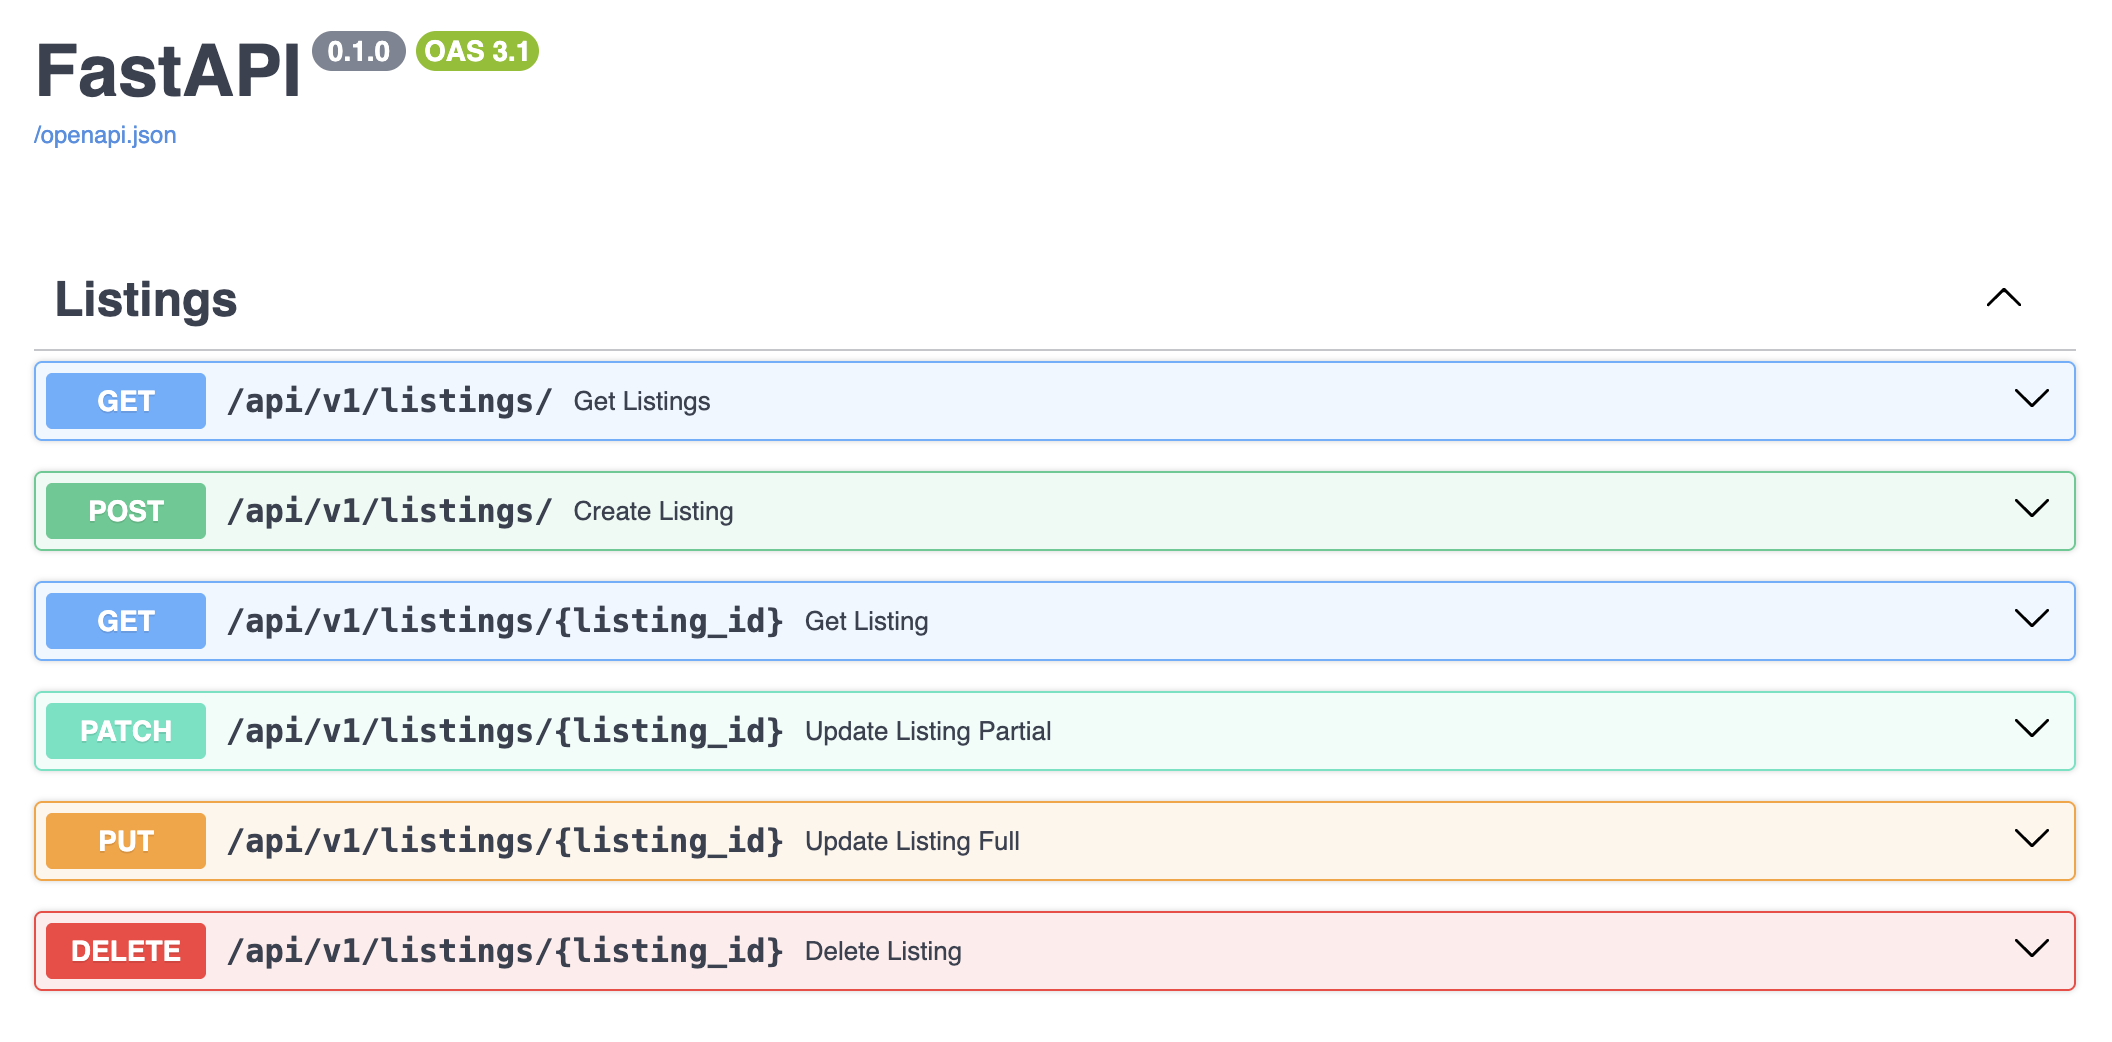 FastAPI 0.1.0 OAS 3.1
/openapi.json
Listings
GET /api/v1/listings/ Get Listings
POST /api/v1/listings/ Create Listing
GET /api/v1/listings/{listing_id} Get Listing
PATCH /api/v1/listings/{listing_id} Update Listing Partial
PUT /api/v1/listings/{listing_id} Update Listing Full
DELETE /api/v1/listings/{listing_id} Delete Listing